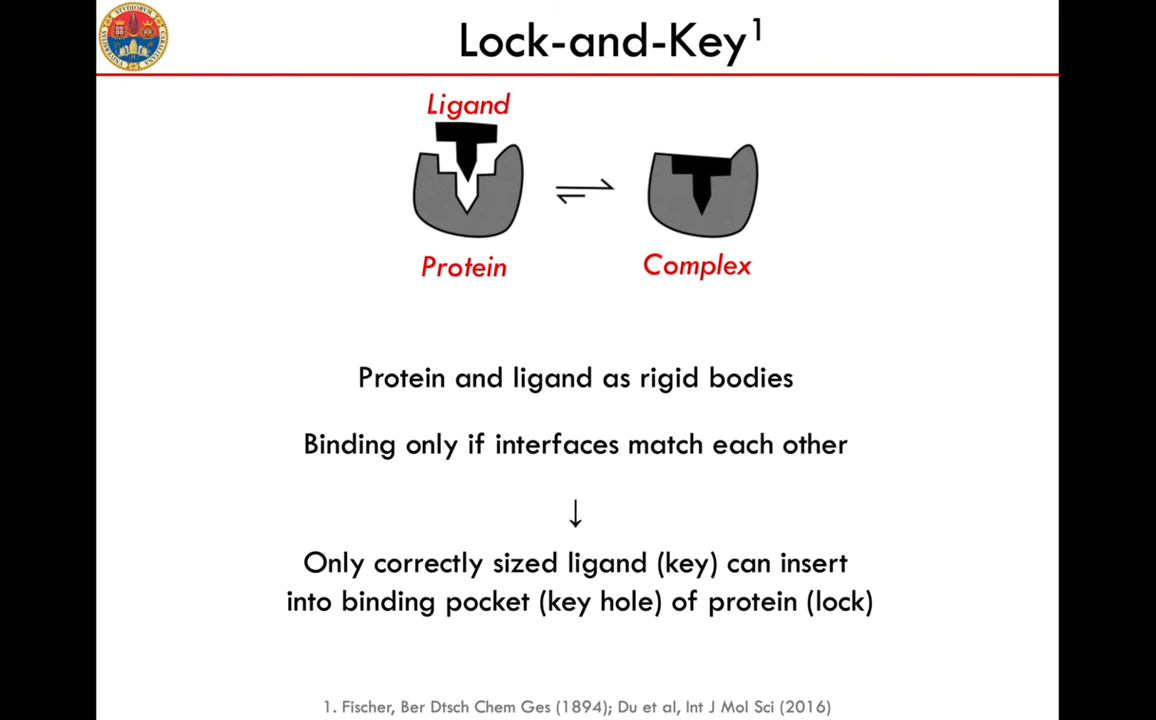 Lock-and-Key¹
Ligand
Protein
Complex
Protein and ligand as rigid bodies
Binding only if interfaces match each other
↓
Only correctly sized ligand (key) can insert
into binding pocket (key hole) of protein (lock)
1. Fischer, Ber Dtsch Chem Ges (1894); Du et al, Int J Mol Sci (2016)